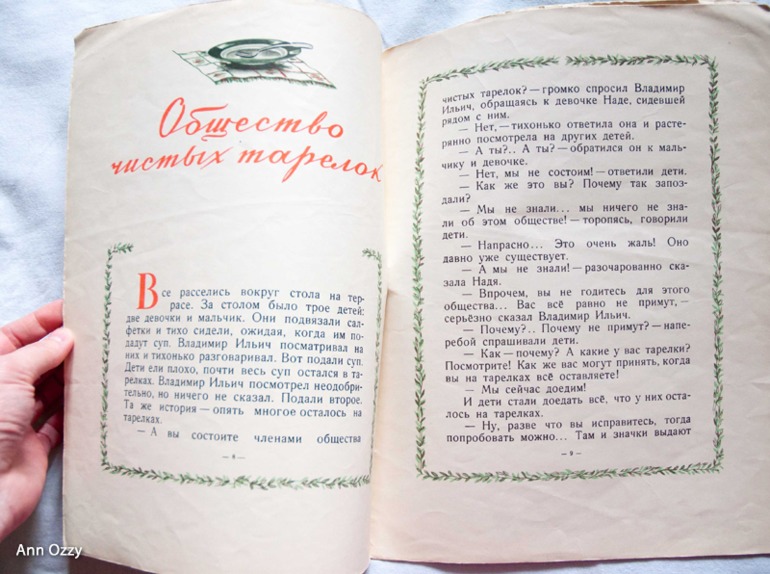 Общество
чистых тарелок
Все расселись вокруг стола на тер-
расе. За столом было трое детей:
две девочки и мальчик. Они подвязали сал-
фетки и тихо сидели, ожидая, когда им по-
дадут суп. Владимир Ильич посматривал на
них и тихонько разговаривал. Вот подали суп.
Дети ели плохо, почти весь суп остался в та-
релках. Владимир Ильич посмотрел неодобри-
тельно, но ничего не сказал. Подали второе.
Та же история — опять многое осталось на
тарелках.
— А вы состоите членами общества
— 8 —
чистых тарелок? — громко спросил Владимир
Ильич, обращаясь к девочке Наде, сидевшей
рядом с ним.
— Нет, — тихонько ответила она и расте-
рянно посмотрела на других детей.
— А ты?.. А ты? — обратился он к маль-
чику и девочке.
— Нет, мы не состоим! — ответили дети.
— Как же это вы? Почему так запоз-
дали?
— Мы не знали... мы ничего не зна-
ли об этом обществе! — торопясь, говорили
дети.
— Напрасно... Это очень жаль! Оно
давно уже существует.
— А мы не знали! — разочарованно ска-
зала Надя.
— Впрочем, вы не годитесь для этого
общества... Вас всё равно не примут, —
серьёзно сказал Владимир Ильич.
— Почему?.. Почему не примут? — напе-
ребой спрашивали дети.
— Как — почему? А какие у вас тарелки?
Посмотрите! Как же вас могут принять, когда
вы на тарелках всё оставляете!
— Мы сейчас доедим!
И дети стали доедать всё, что у них оста-
лось на тарелках.
— Ну, разве что вы исправитесь, тогда
попробовать можно... Там и значки выдают
— 9 —
Ann Ozzy